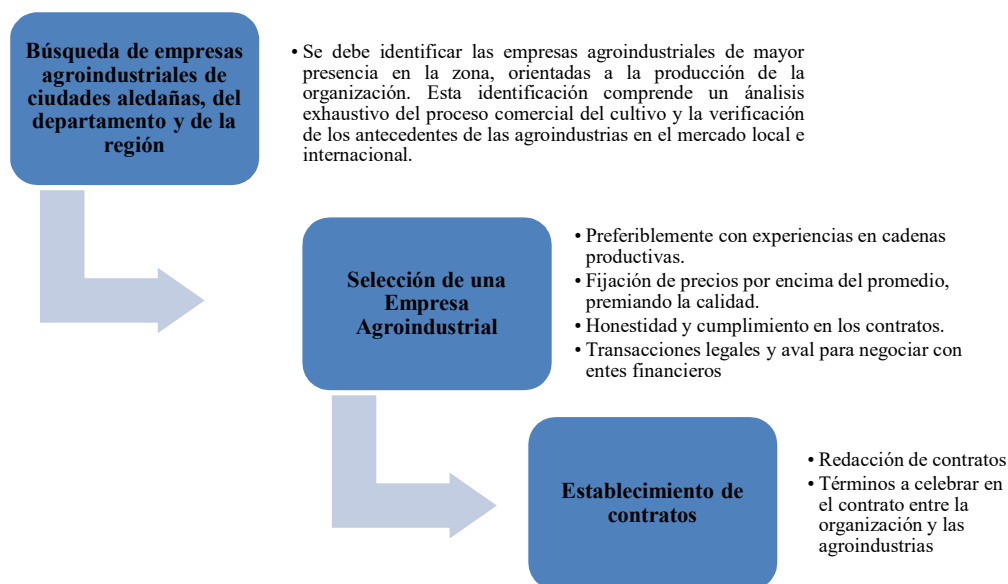 Búsqueda de empresas
agroindustriales de
ciudades aledañas, del
departamento y de la
región
• Se debe identificar las empresas agroindustriales de mayor
presencia en la zona, orientadas a la producción de la
organización. Esta identificación comprende un ánalisis
exhaustivo del proceso comercial del cultivo y la verificación
de los antecedentes de las agroindustrias en el mercado local e
internacional.
Selección de una
Empresa
Agroindustrial
• Preferiblemente con experiencias en cadenas
productivas.
• Fijación de precios por encima del promedio,
premiando la calidad.
• Honestidad y cumplimiento en los contratos.
• Transacciones legales y aval para negociar con
entes financieros
Establecimiento de
contratos
• Redacción de contratos
• Términos a celebrar en
el contrato entre la
organización y las
agroindustrias